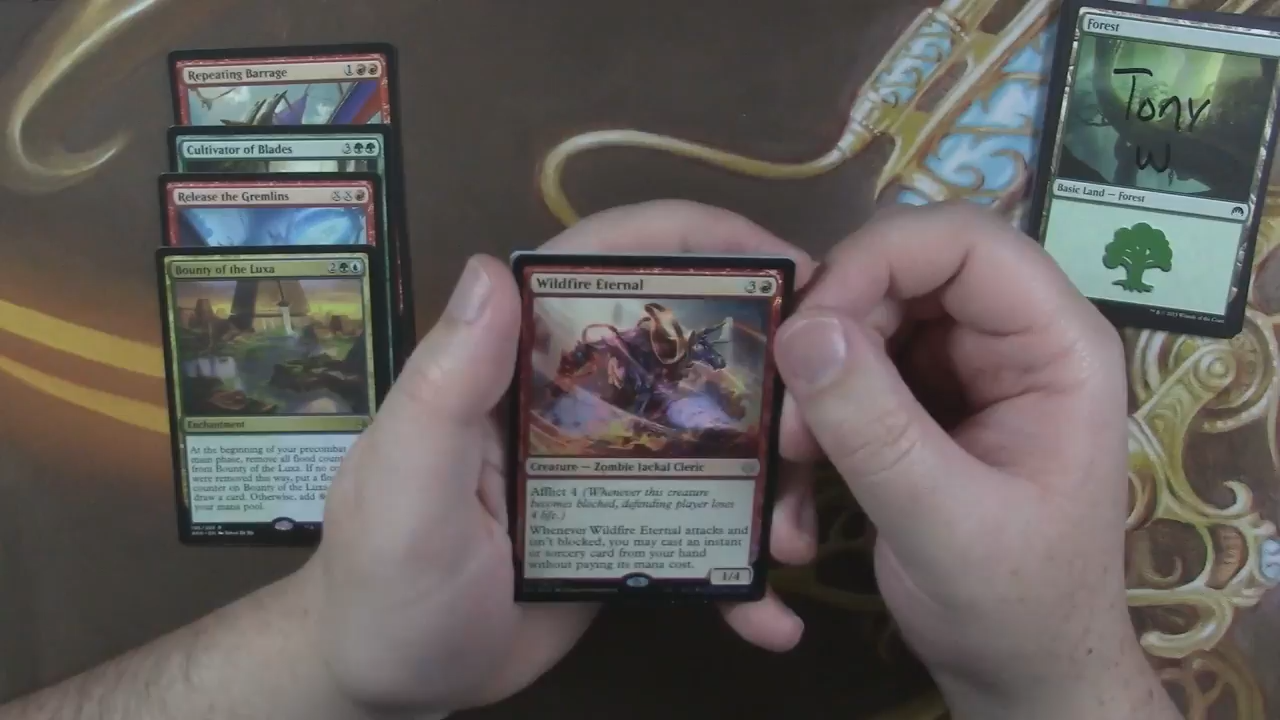 Repeating Barrage 1
Cultivator of Blades 3
Release the Gremlins X X
Bounty of the Luxa 2
Enchantment
At the beginning of your precombat
main phase, remove all flood
from Bounty of the Luxa. If no
were removed this way, put a
counter on Bounty of the Luxa
draw a card. Otherwise, add
your mana pool.
Wildfire Eternal 3
Creature — Zombie Jackal Cleric
Afflict 4 (Whenever this creature
becomes blocked, defending player loses
4 life.)
Whenever Wildfire Eternal attacks and
isn't blocked, you may cast an instant
or sorcery card from your hand
without paying its mana cost.
1/4
Forest
Tony
W.
Basic Land — Forest